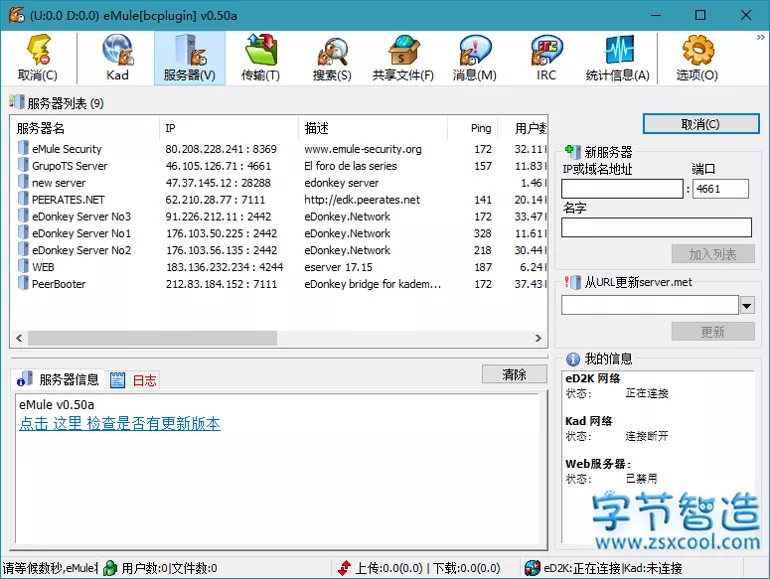 (U:0.0 D:0.0) eMule[bcplugin] v0.50a
取消(C) Kad 服务器(V) 传输(T) 搜索(S) 共享文件(F) 消息(M) IRC 统计信息(A) 选项(O)
服务器列表 (9)
服务器名 IP 描述 Ping 用户数
eMule Security 80.208.228.241 : 8369 www.emule-security.org 172 32.11
GrupoTS Server 46.105.126.71 : 4661 El foro de las series 157 11.83
new server 47.37.145.12 : 28288 edonkey server 1.46
PEERATES.NET 62.210.28.77 : 7111 http://edk.peerates.net 141 20.14
eDonkey Server No3 91.226.212.11 : 2442 eDonkey.Network 172 33.47
eDonkey Server No1 176.103.50.225 : 2442 eDonkey.Network 328 11.61
eDonkey Server No2 176.103.56.135 : 2442 eDonkey.Network 218 30.44
WEB 183.136.232.234 : 4244 eserver 17.15 187 6.24
PeerBooter 212.83.184.152 : 7111 eDonkey bridge for kadem... 172 37.43
取消(C)
新服务器
IP或域名地址 端口
: 4661
名字
加入列表
从URL更新server.met
更新
服务器信息 日志 清除
eMule v0.50a
点击 这里 检查是否有更新版本
我的信息
eD2K 网络
状态: 正在连接
Kad 网络
状态: 连接断开
Web服务器:
状态: 已禁用
字节智造
www.zsxcool.com
请等候数秒,eMule 用户数:0|文件数:0 上传:0.0(0.0) | 下载:0.0(0.0) eD2K:正在连接|Kad:未连接